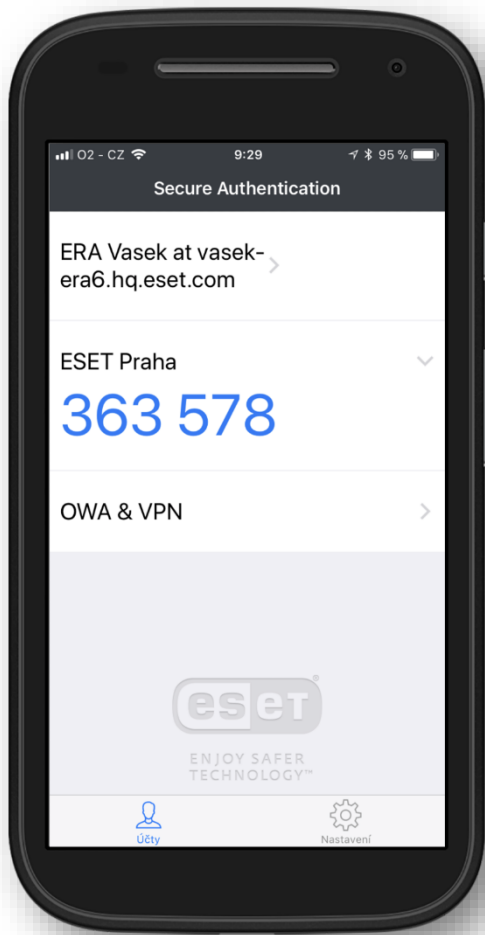 O2 - CZ
9:29
95 %
Secure Authentication
ERA Vasek at vasek-
era6.hq.eset.com
ESET Praha
363 578
OWA & VPN
eset
ENJOY SAFER
TECHNOLOGY™
Účty
Nastavení